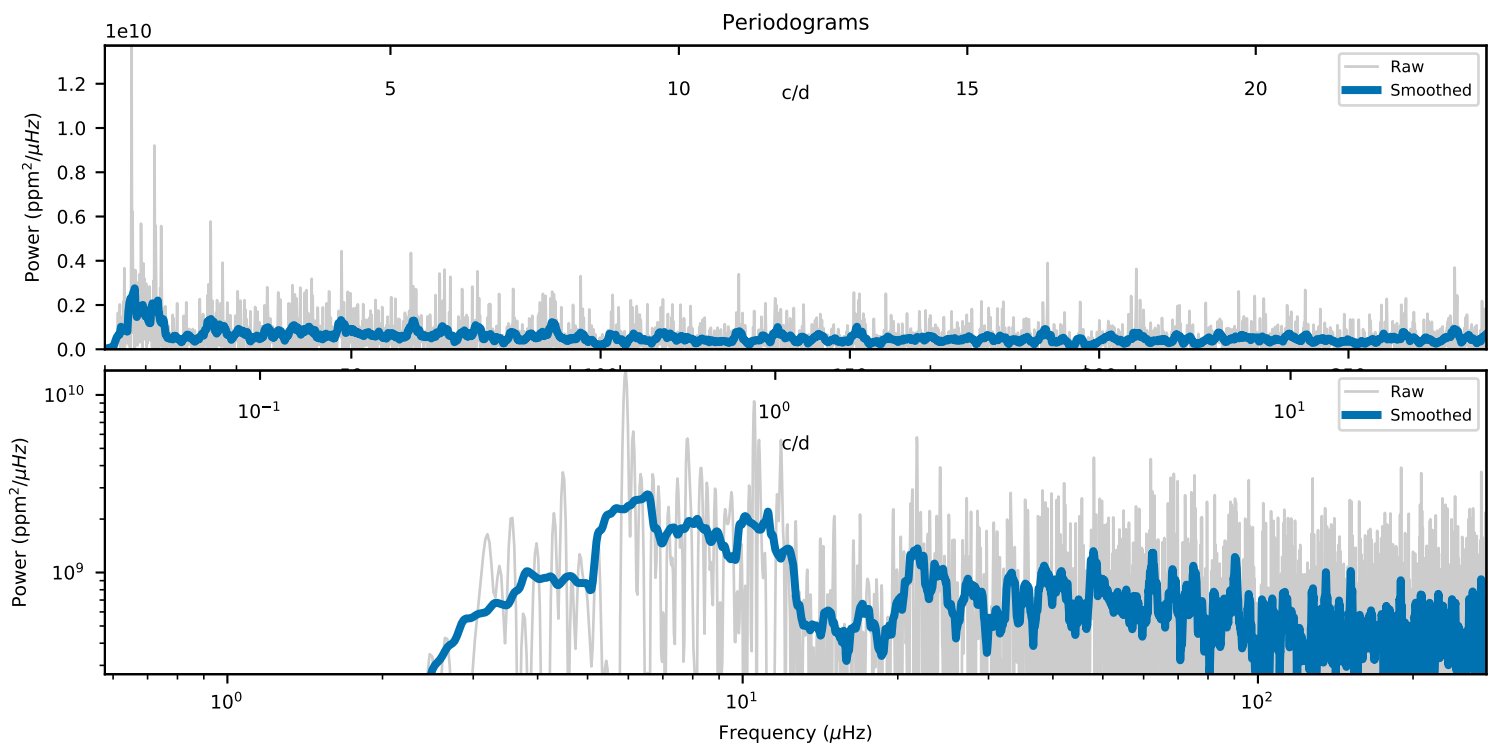 Periodograms
1e10
5 10 15 20
c/d
Raw
Smoothed
1.2
1.0
0.8
0.6
0.4
0.2
0.0
Power (ppm²/μHz)
10¹⁰
10⁹
10⁻¹ 10⁰ 10¹
c/d
Raw
Smoothed
Power (ppm²/μHz)
10⁰ 10¹ 10²
Frequency (μHz)